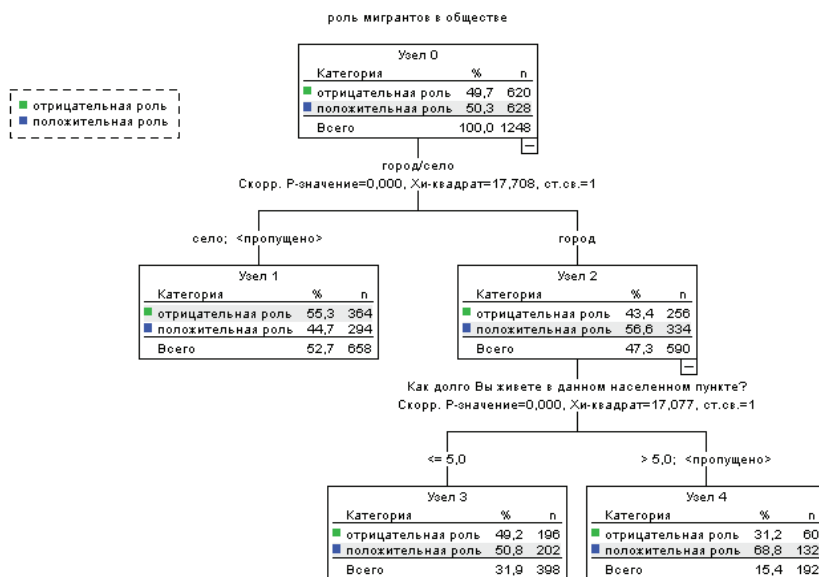 роль мигрантов в обществе
Узел 0
Категория % n
отрицательная роль 49,7 620
положительная роль 50,3 628
Всего 100,0 1248
отрицательная роль
положительная роль
город/село
Скорр. P-значение=0,000, Хи-квадрат=17,708, ст.св.=1
село; <пропущено>
город
Узел 1
Категория % n
отрицательная роль 55,3 364
положительная роль 44,7 294
Всего 52,7 658
Узел 2
Категория % n
отрицательная роль 43,4 256
положительная роль 56,6 334
Всего 47,3 590
Как долго Вы живете в данном населенном пункте?
Скорр. P-значение=0,000, Хи-квадрат=17,077, ст.св.=1
<= 5,0
> 5,0; <пропущено>
Узел 3
Категория % n
отрицательная роль 49,2 196
положительная роль 50,8 202
Всего 31,9 398
Узел 4
Категория % n
отрицательная роль 31,2 60
положительная роль 68,8 132
Всего 15,4 192